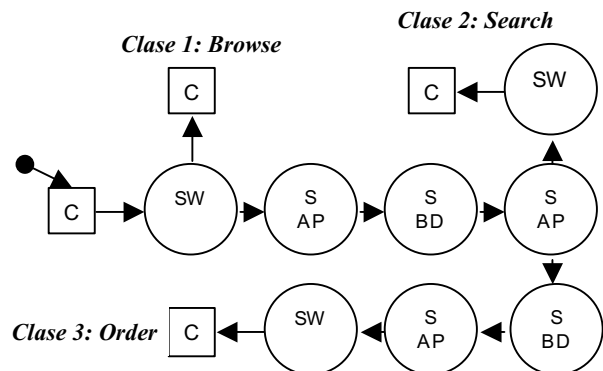 Clase 2: Search
Clase 1: Browse
C
C
SW
C
SW
S
AP
S
BD
S
AP
Clase 3: Order
C
SW
S
AP
S
BD